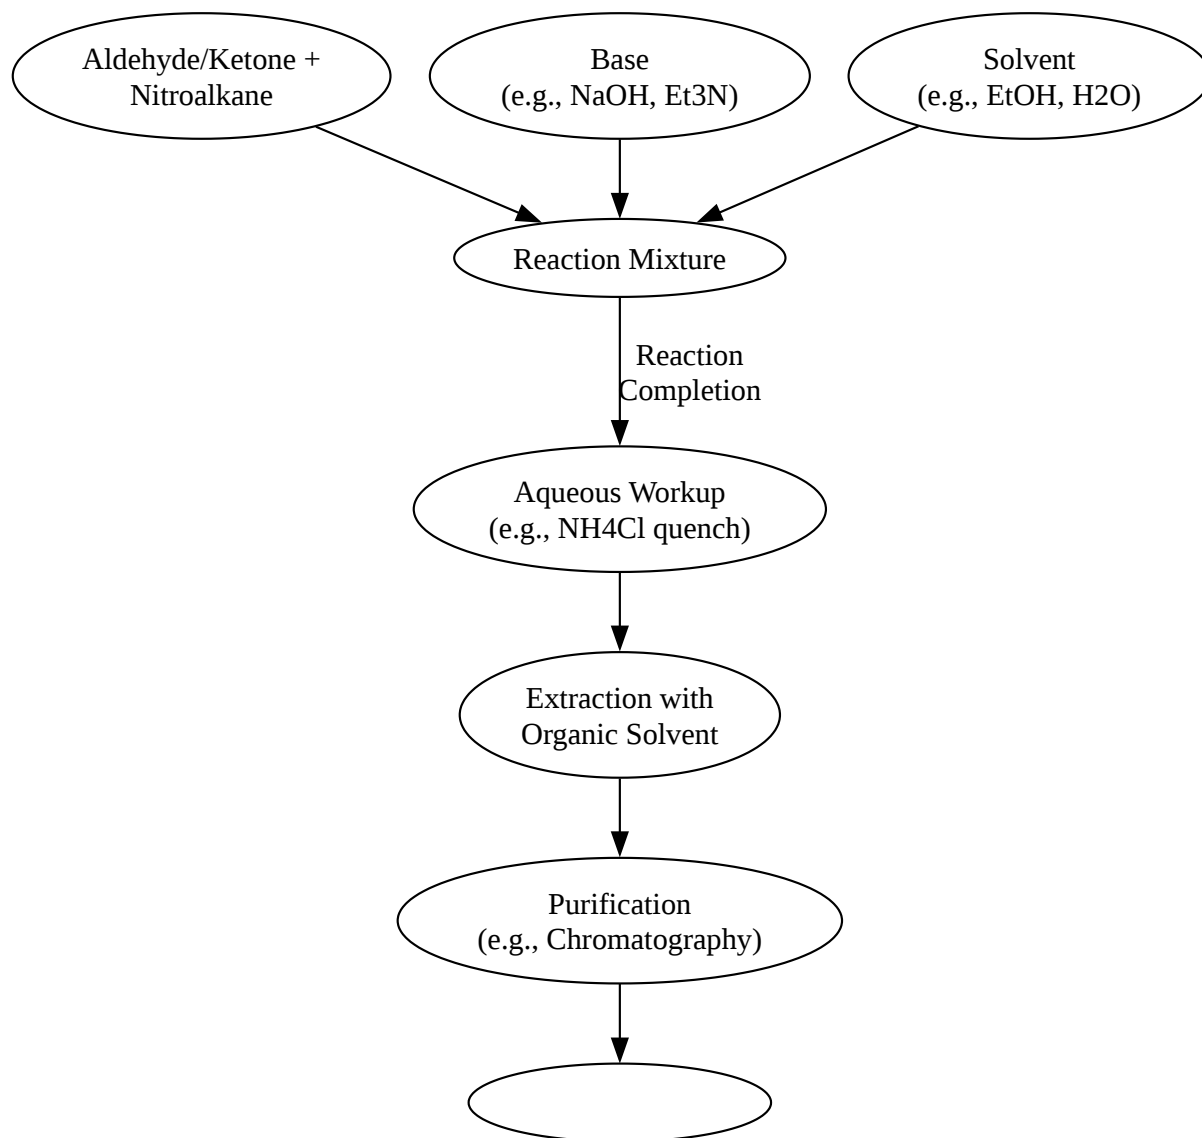 Aldehyde/Ketone +
Nitroalkane
Base
(e.g., NaOH, Et3N)
Solvent
(e.g., EtOH, H2O)
Reaction Mixture
Reaction
Completion
Aqueous Workup
(e.g., NH4Cl quench)
Extraction with
Organic Solvent
Purification
(e.g., Chromatography)